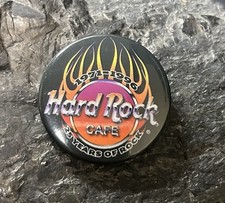 1971-1996
Hard Rock
CAFE
25 YEARS OF ROCK
®